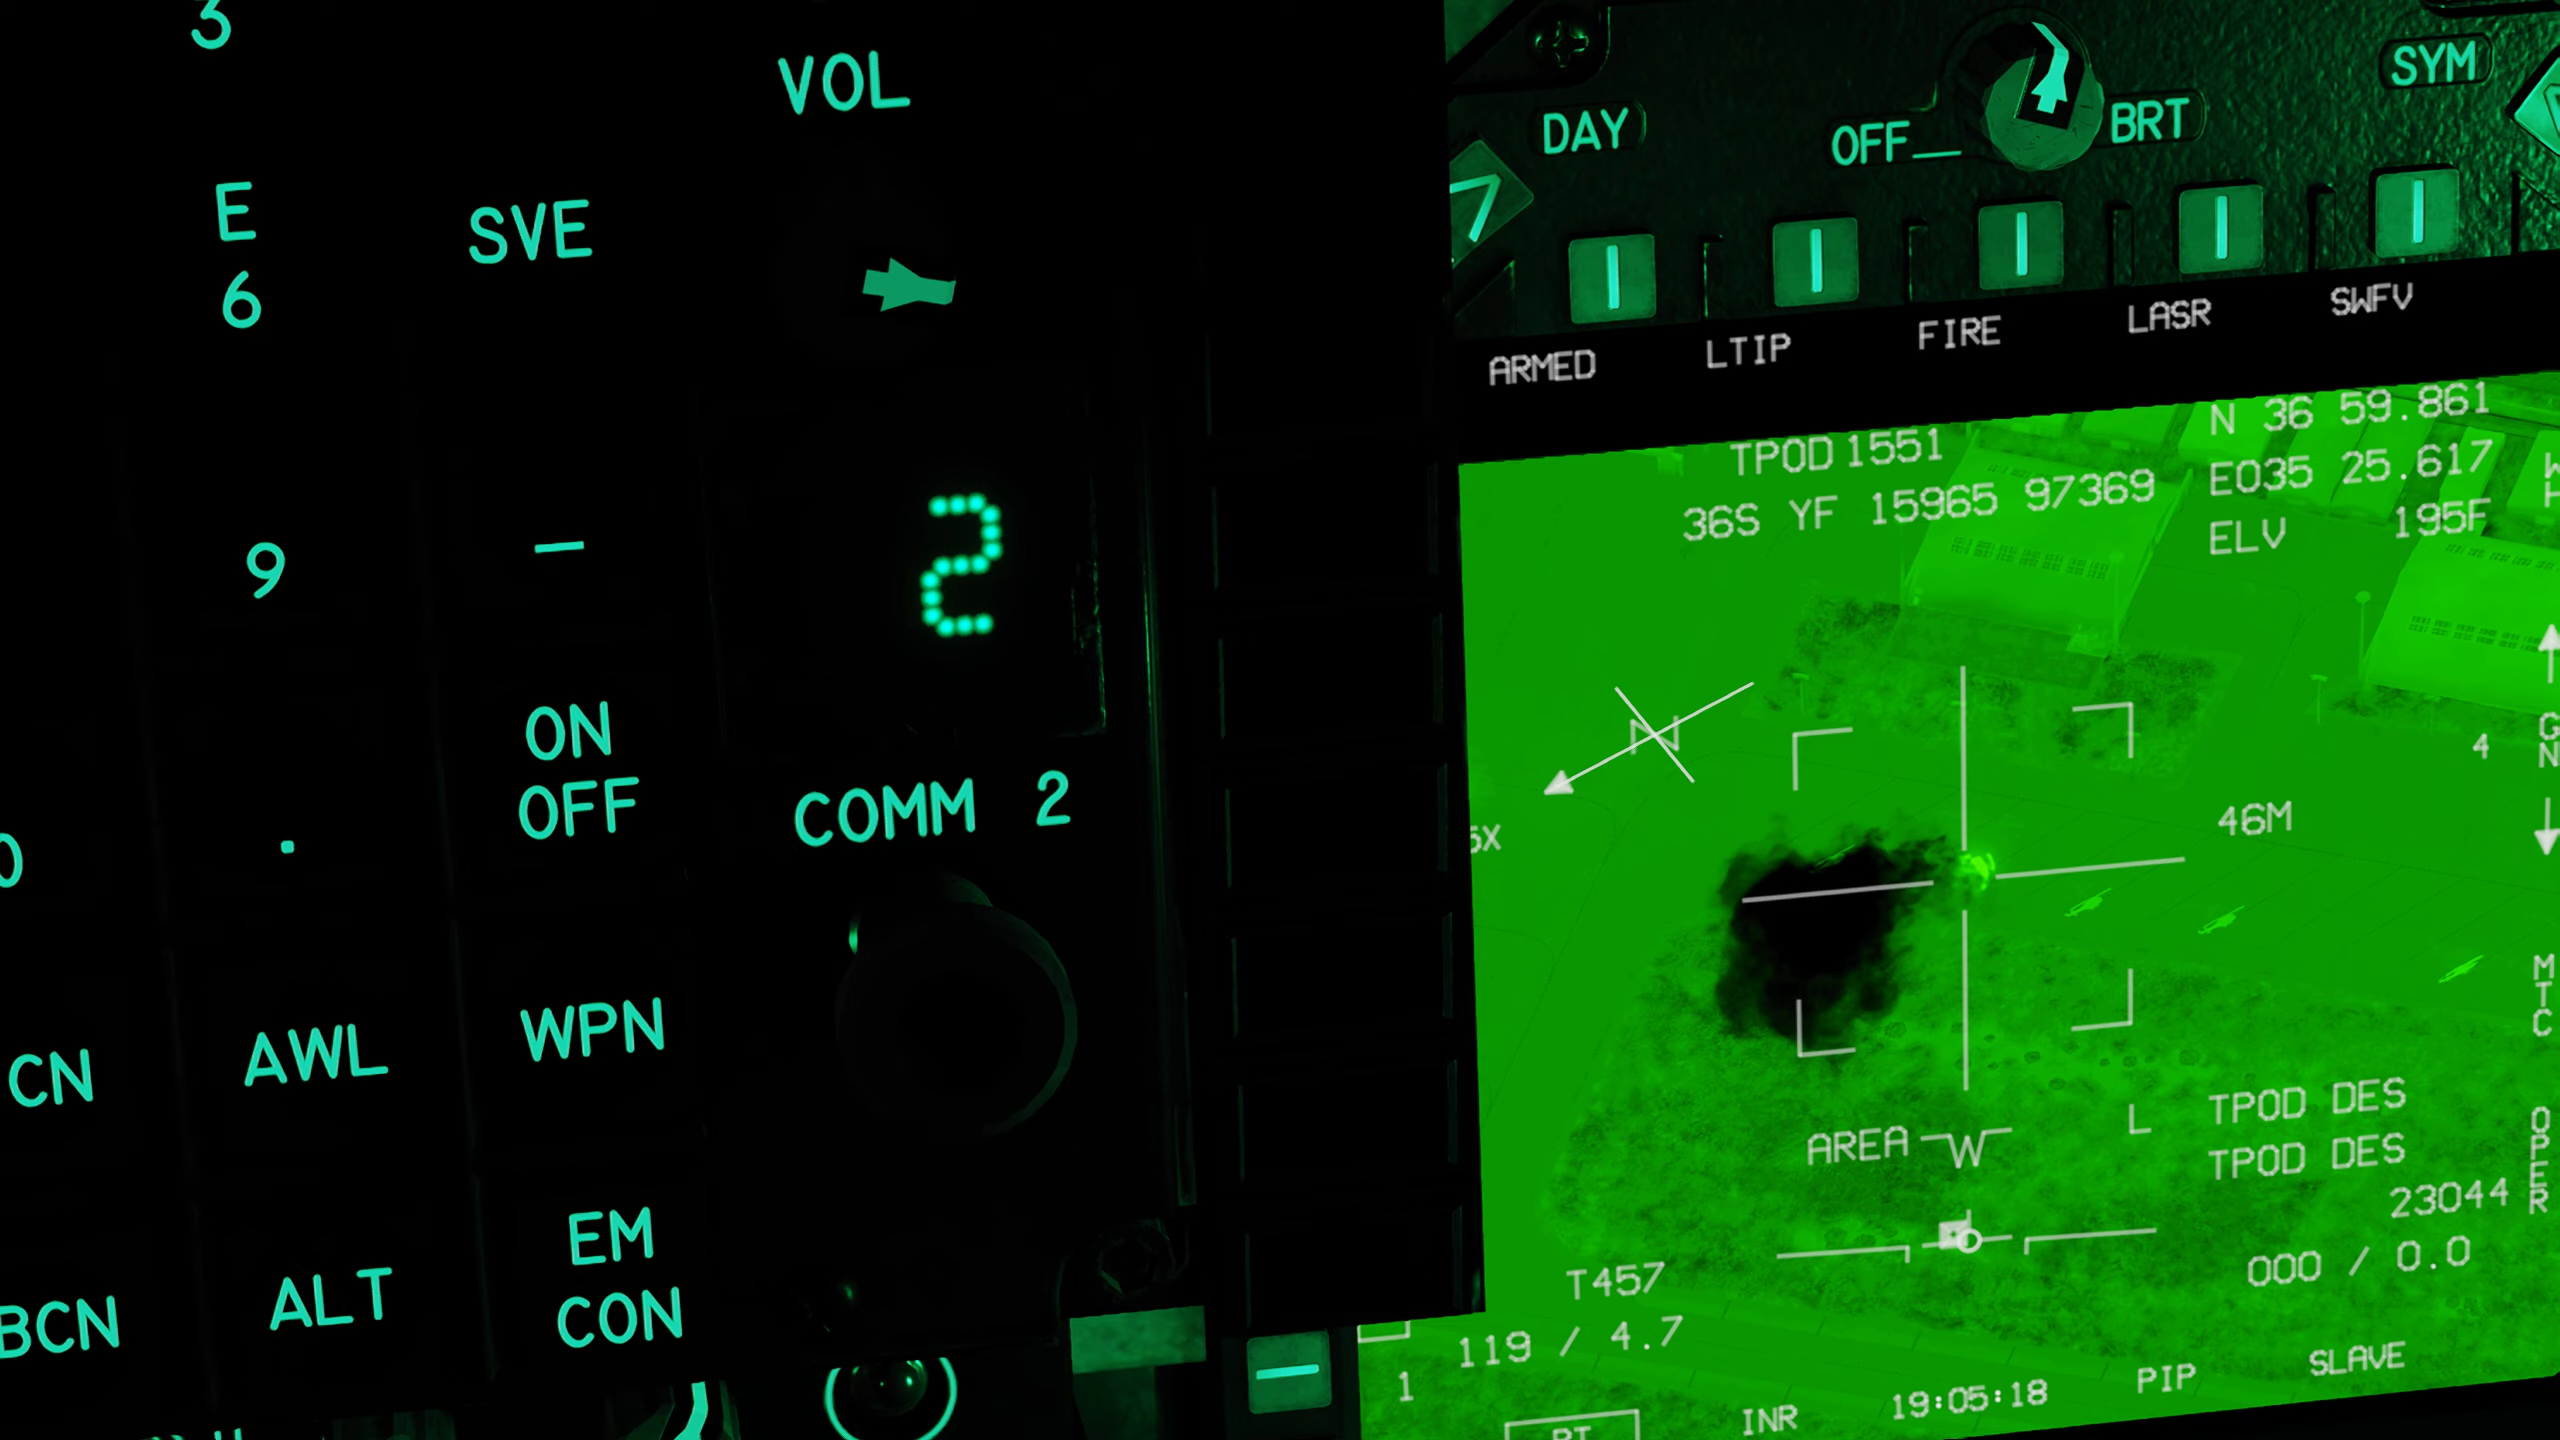 3
VOL
E
6
SVE
9
–
ON
OFF
.
COMM 2
2
CN
AWL
WPN
BCN
ALT
EM
CON
DAY
OFF
BRT
SYM
ARMED
LTIP
FIRE
LASR
SWFV
TPOD 1551
36S YF 15965 97369
N 36 59.861
E035 25.617
ELV 195F
N
5X
46M
4
GN
MTC
OPER
AREA
W
L
TPOD DES
TPOD DES
23044
000 / 0.0
T457
119 / 4.7
1
INR
19:05:18
PIP
SLAVE